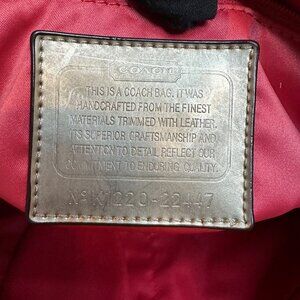 COACH
THIS IS A COACH BAG. IT WAS
HANDCRAFTED FROM THE FINEST
MATERIALS TRIMMED WITH LEATHER.
ITS SUPERIOR CRAFTSMANSHIP AND
ATTENTION TO DETAIL REFLECT OUR
COMMITMENT TO ENDURING QUALITY.